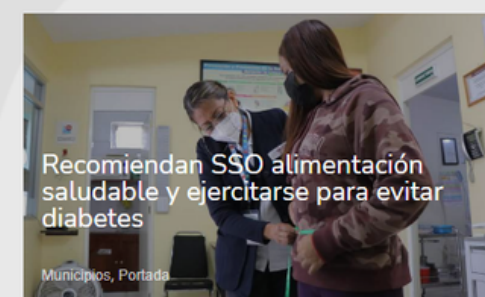 Recomiendan SSO alimentación
saludable y ejercitarse para evitar
diabetes
Municipios, Portada